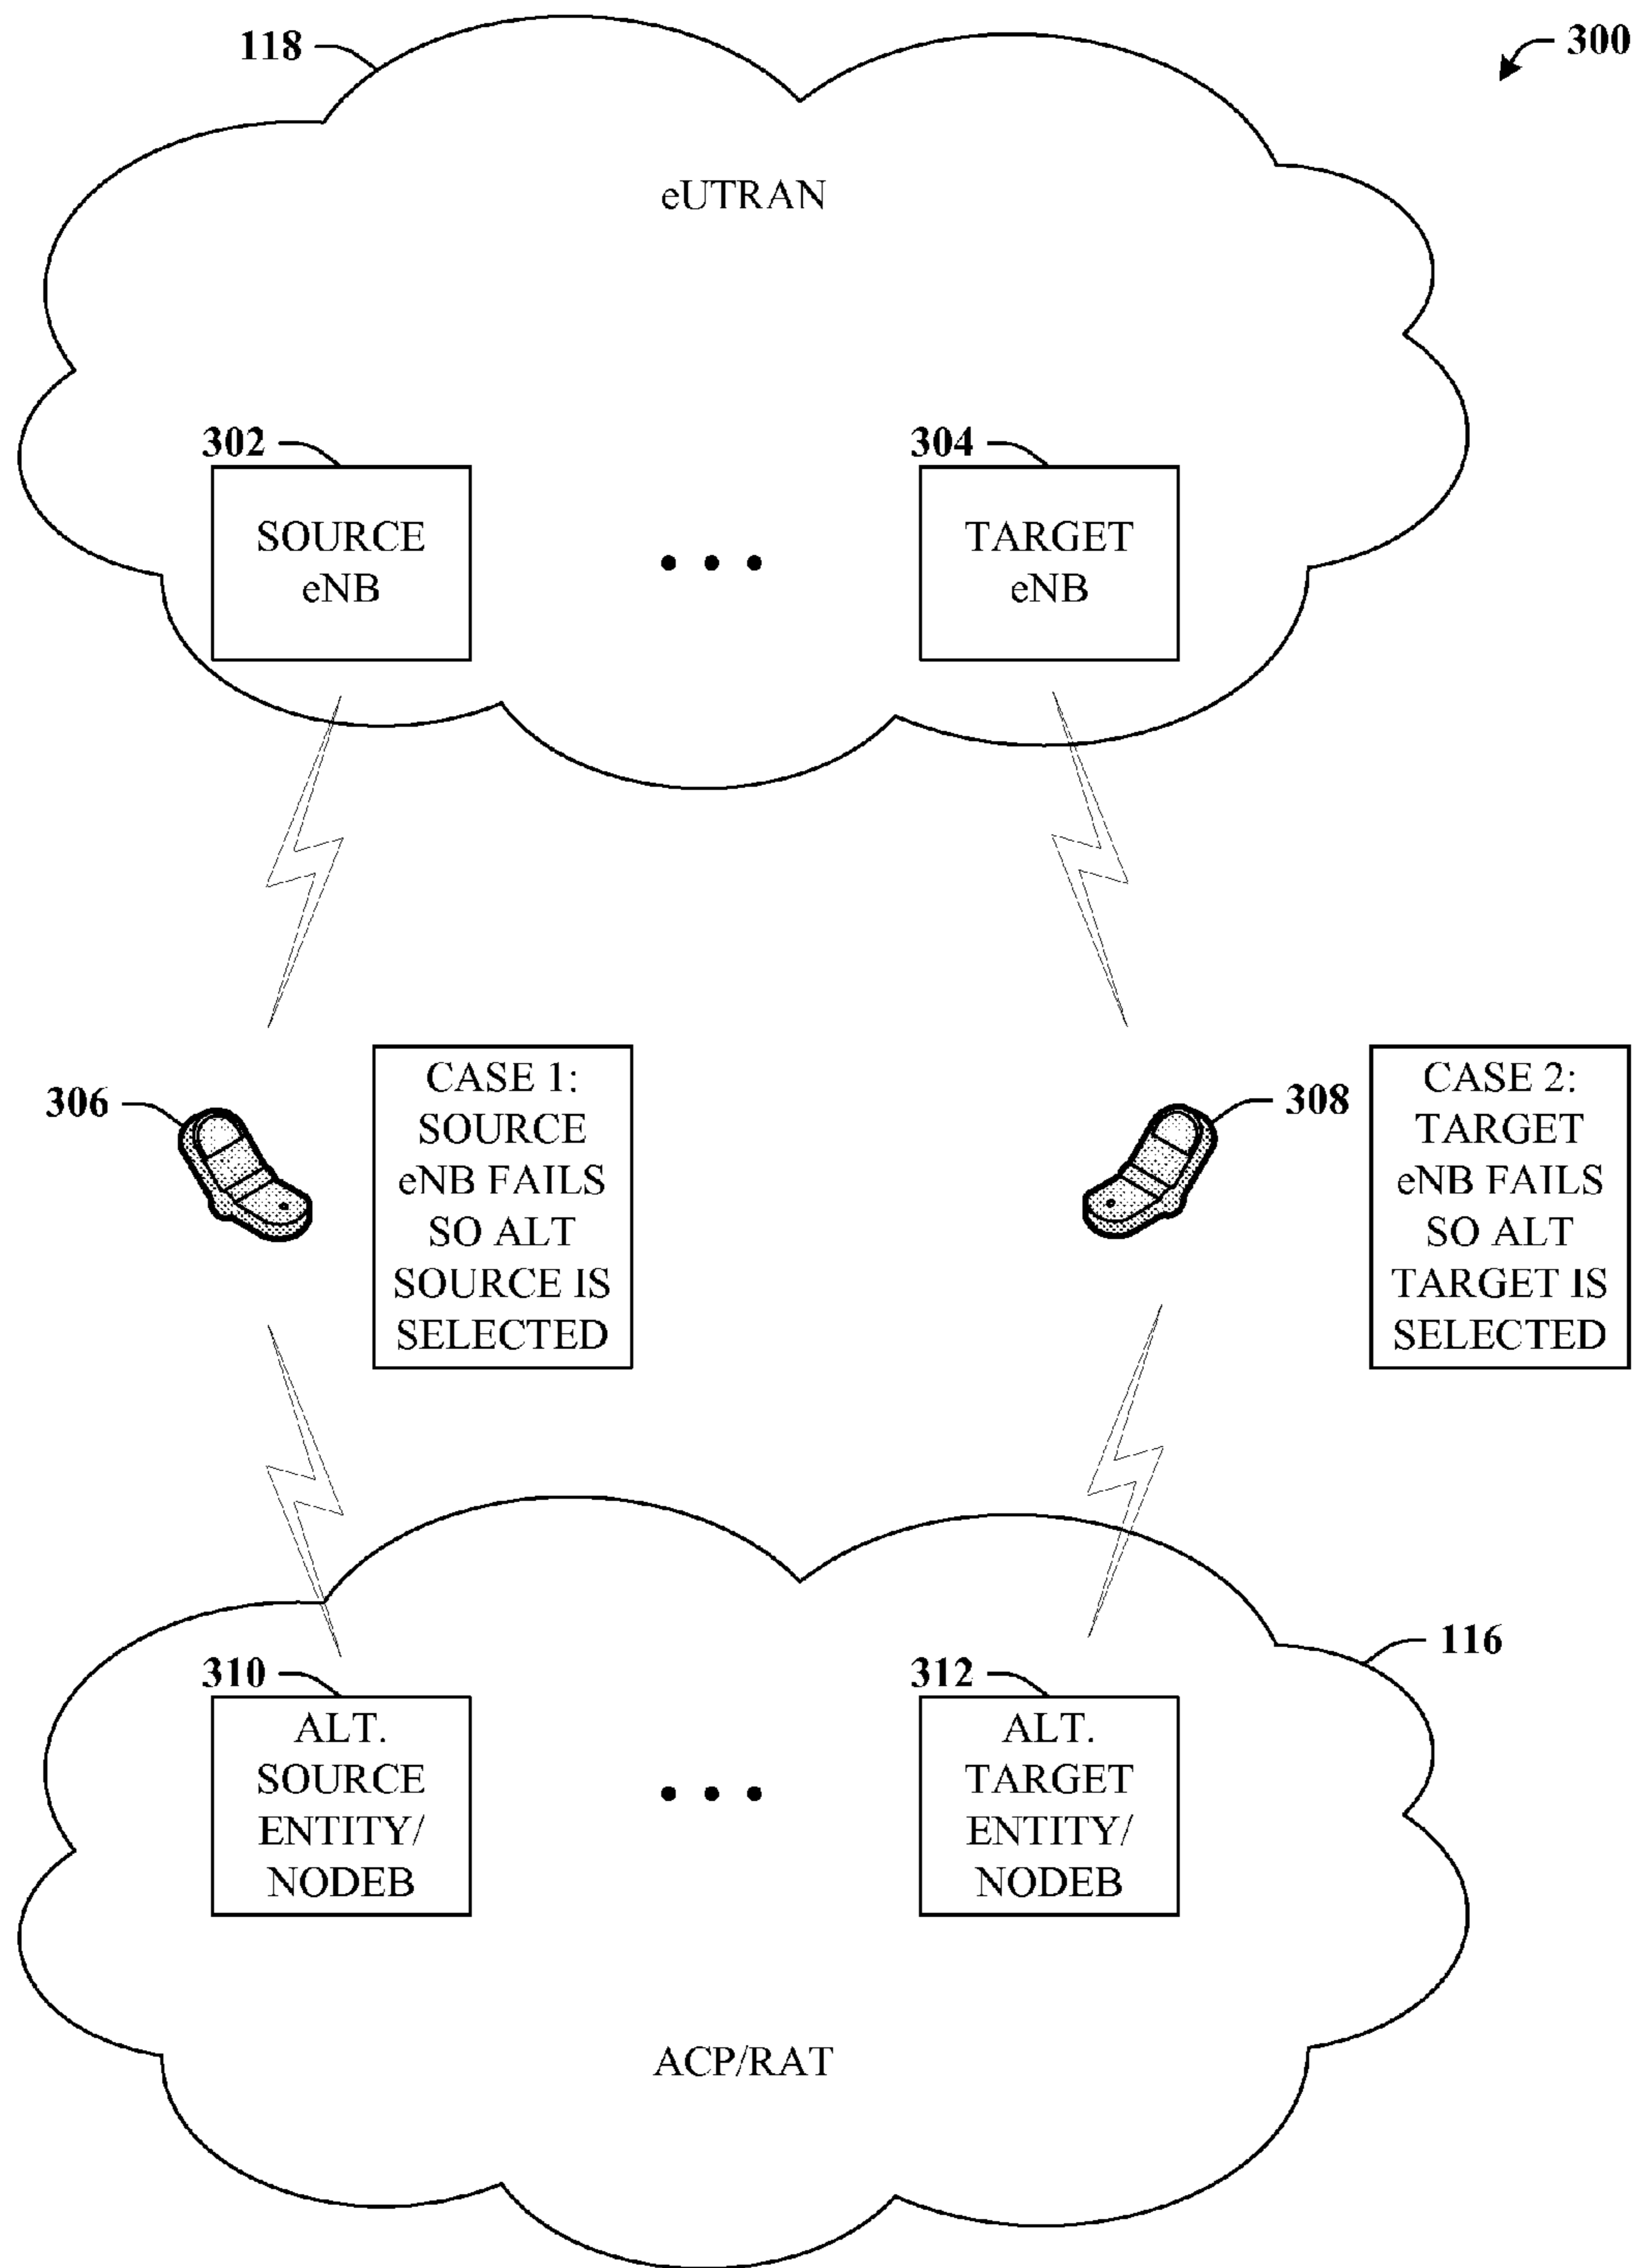 118
300
eUTRAN
302
304
SOURCE
eNB
TARGET
eNB
306
CASE 1:
SOURCE
eNB FAILS
SO ALT
SOURCE IS
SELECTED
308
CASE 2:
TARGET
eNB FAILS
SO ALT
TARGET IS
SELECTED
116
310
312
ALT.
SOURCE
ENTITY/
NODEB
ALT.
TARGET
ENTITY/
NODEB
ACP/RAT